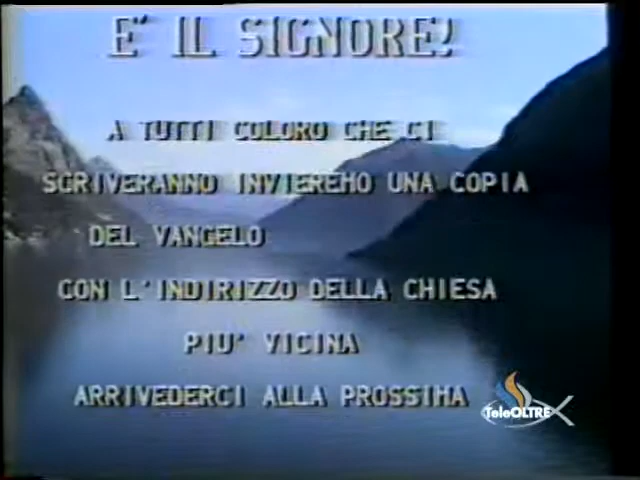 E' IL SIGNORE!
A TUTTI COLORO CHE CI
SCRIVERANNO INVIEREMO UNA COPIA
DEL VANGELO
CON L'INDIRIZZO DELLA CHIESA
PIU' VICINA
ARRIVEDERCI ALLA PROSSIMA
TeleOLTRE